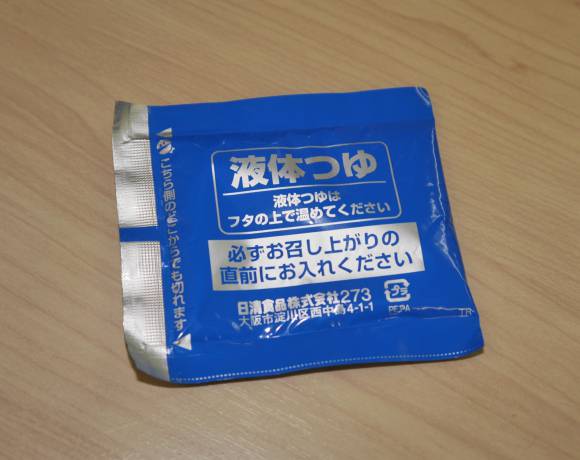 液体つゆ
液体つゆは
フタの上で温めてください
必ずお召し上がりの
直前にお入れください
日清食品株式会社273
大阪市淀川区西中島4-1-1
プラ
PE,PA
こちら側のどこからでも切れます